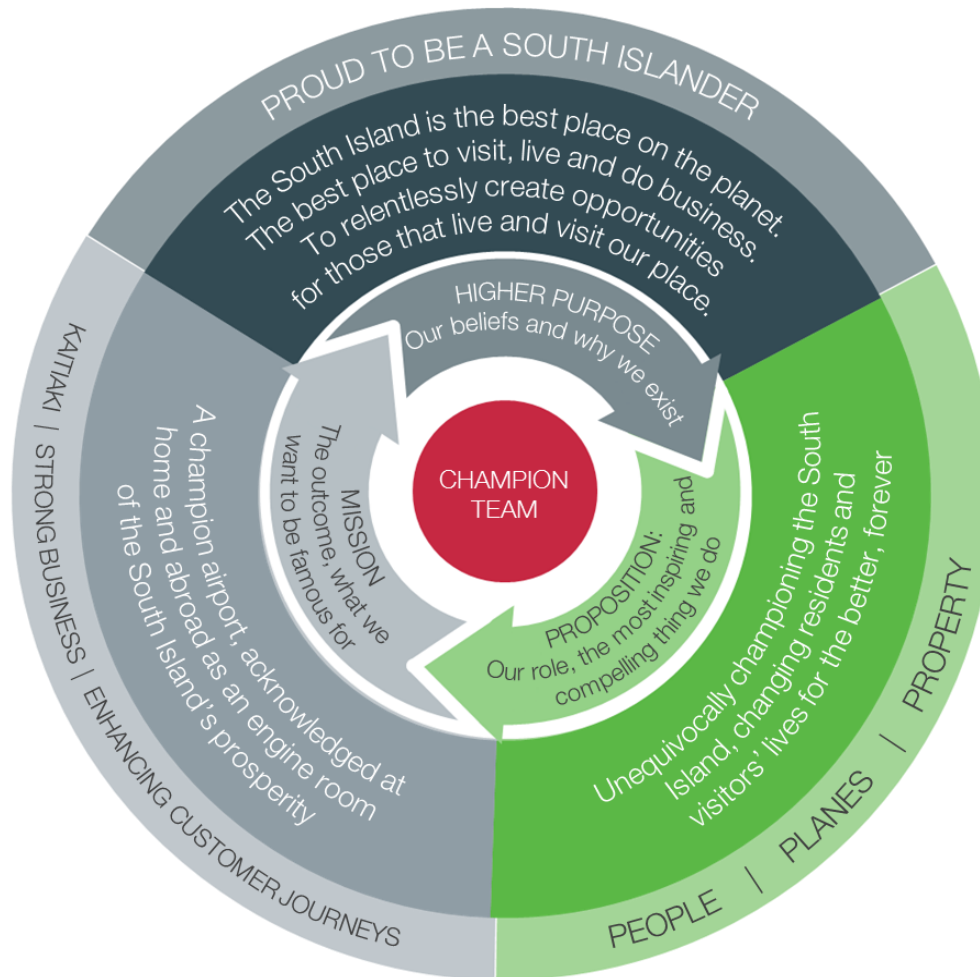 PROUD TO BE A SOUTH ISLANDER
The South Island is the best place on the planet.
The best place to visit, live and do business.
To relentlessly create opportunities
for those that live and visit our place.
HIGHER PURPOSE
Our beliefs and why we exist
CHAMPION
TEAM
PROPOSITION:
Our role, the most inspiring and
compelling thing we do
Unequivocally championing the South
Island, changing residents and
visitors' lives for the better, forever
PEOPLE | PLANES | PROPERTY
MISSION
The outcome, what we
want to be famous for
A champion airport, acknowledged at
home and abroad as an engine room
of the South Island's prosperity
KAITIAKI | STRONG BUSINESS | ENHANCING CUSTOMER JOURNEYS